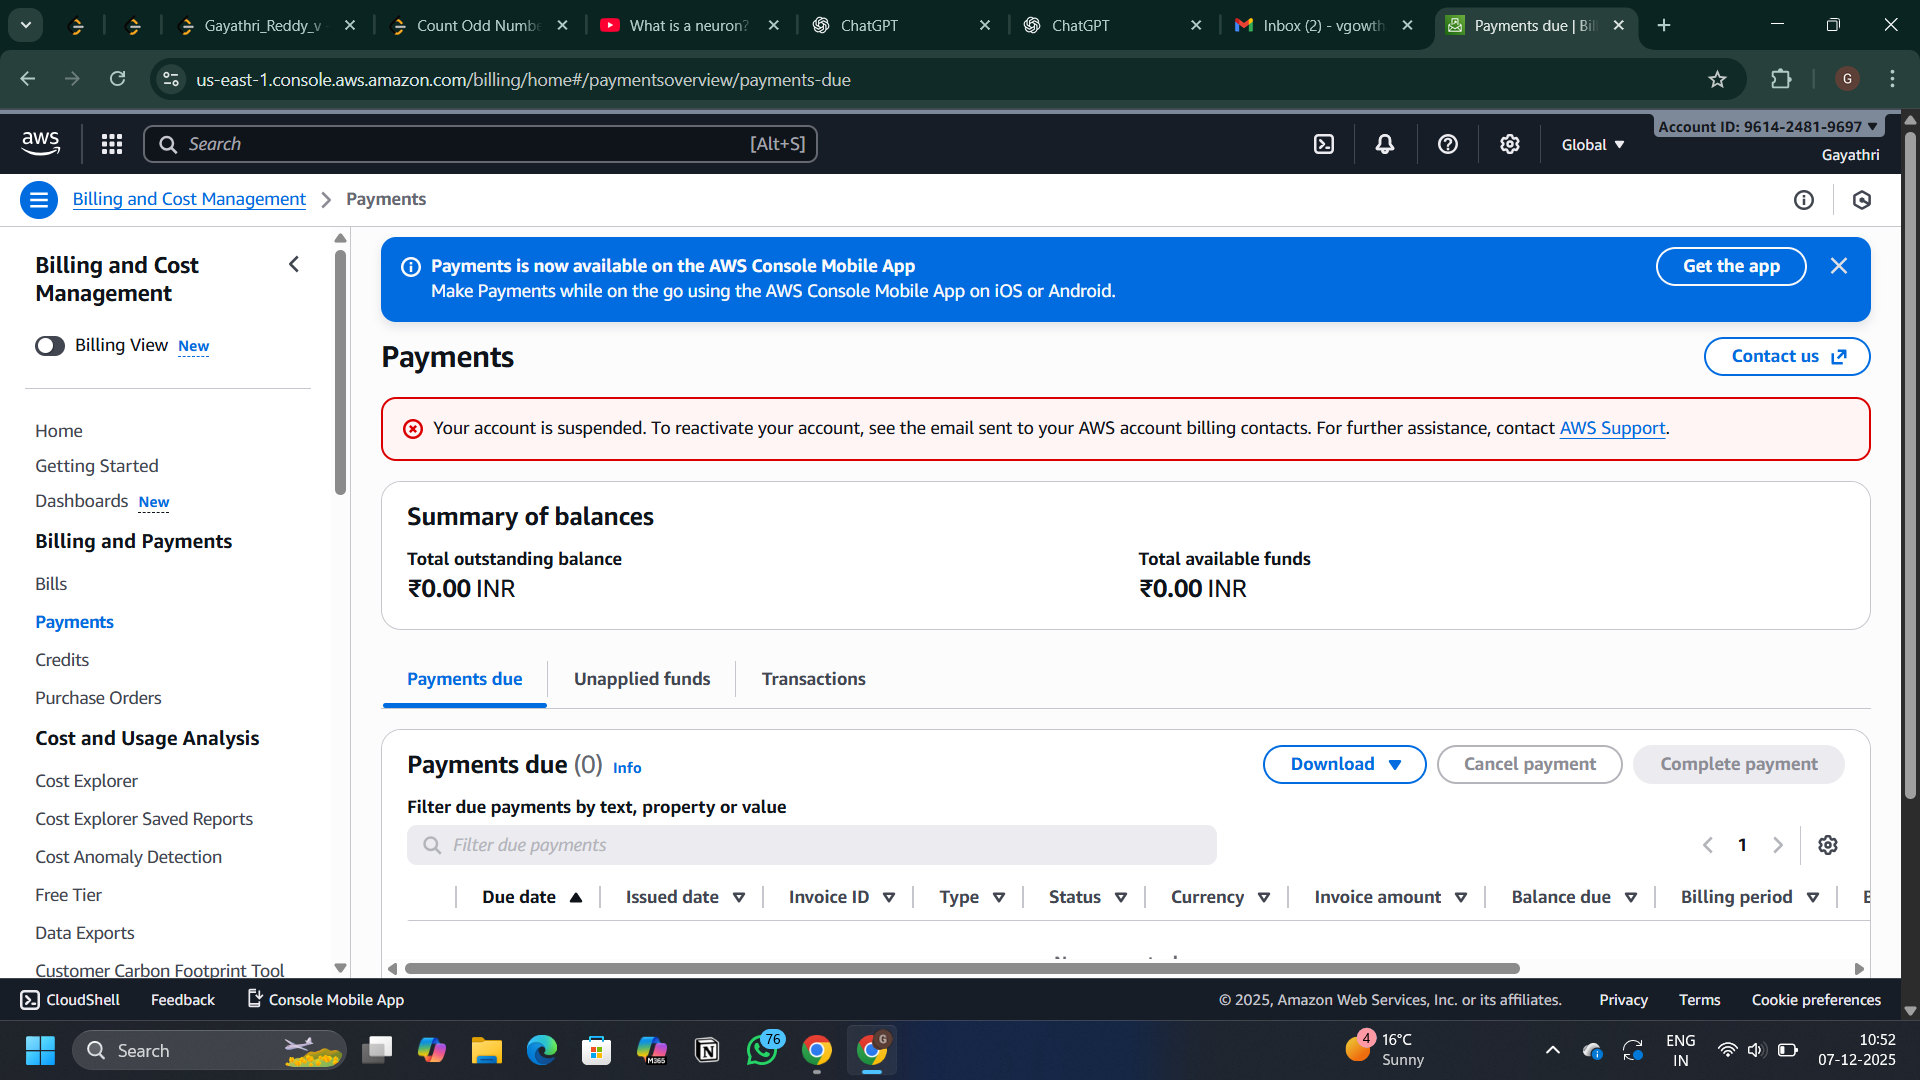 Gayathri_Reddy_v
Count Odd Numbe
What is a neuron?
ChatGPT
ChatGPT
Inbox (2) - vgowth
Payments due | Bil
us-east-1.console.aws.amazon.com/billing/home#/paymentsoverview/payments-due
G
aws
Search
[Alt+S]
Global
Account ID: 9614-2481-9697
Gayathri
Billing and Cost Management
Payments
Billing and Cost Management
Billing View New
Home
Getting Started
Dashboards New
Billing and Payments
Bills
Payments
Credits
Purchase Orders
Cost and Usage Analysis
Cost Explorer
Cost Explorer Saved Reports
Cost Anomaly Detection
Free Tier
Data Exports
Customer Carbon Footprint Tool
Payments is now available on the AWS Console Mobile App
Make Payments while on the go using the AWS Console Mobile App on iOS or Android.
Get the app
Payments
Contact us
Your account is suspended. To reactivate your account, see the email sent to your AWS account billing contacts. For further assistance, contact AWS Support.
Summary of balances
Total outstanding balance
₹0.00 INR
Total available funds
₹0.00 INR
Payments due
Unapplied funds
Transactions
Payments due (0) Info
Download
Cancel payment
Complete payment
Filter due payments by text, property or value
Filter due payments
1
Due date
Issued date
Invoice ID
Type
Status
Currency
Invoice amount
Balance due
Billing period
CloudShell
Feedback
Console Mobile App
© 2025, Amazon Web Services, Inc. or its affiliates.
Privacy
Terms
Cookie preferences
Search
M365
76
G
4
16°C
Sunny
ENG
IN
10:52
07-12-2025